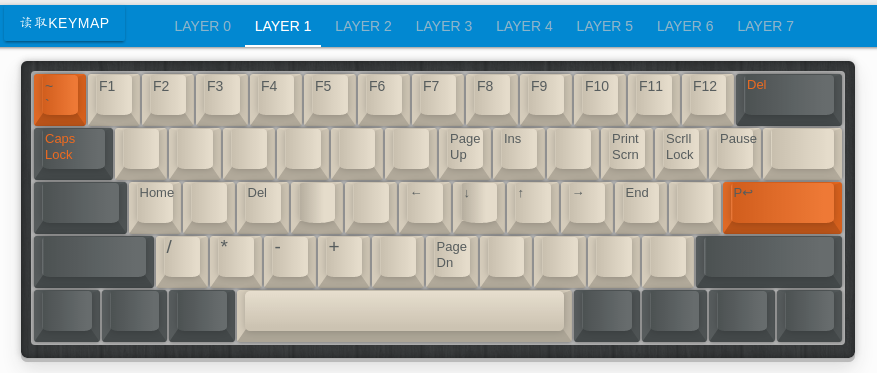 读取KEYMAP LAYER 0 LAYER 1 LAYER 2 LAYER 3 LAYER 4 LAYER 5 LAYER 6 LAYER 7
~ F1 F2 F3 F4 F5 F6 F7 F8 F9 F10 F11 F12 Del
`
Caps Page Ins Print Scrll Pause
Lock Up Scrn Lock
Home Del ← ↓ ↑ → End P↩
/ * - + Page
Dn